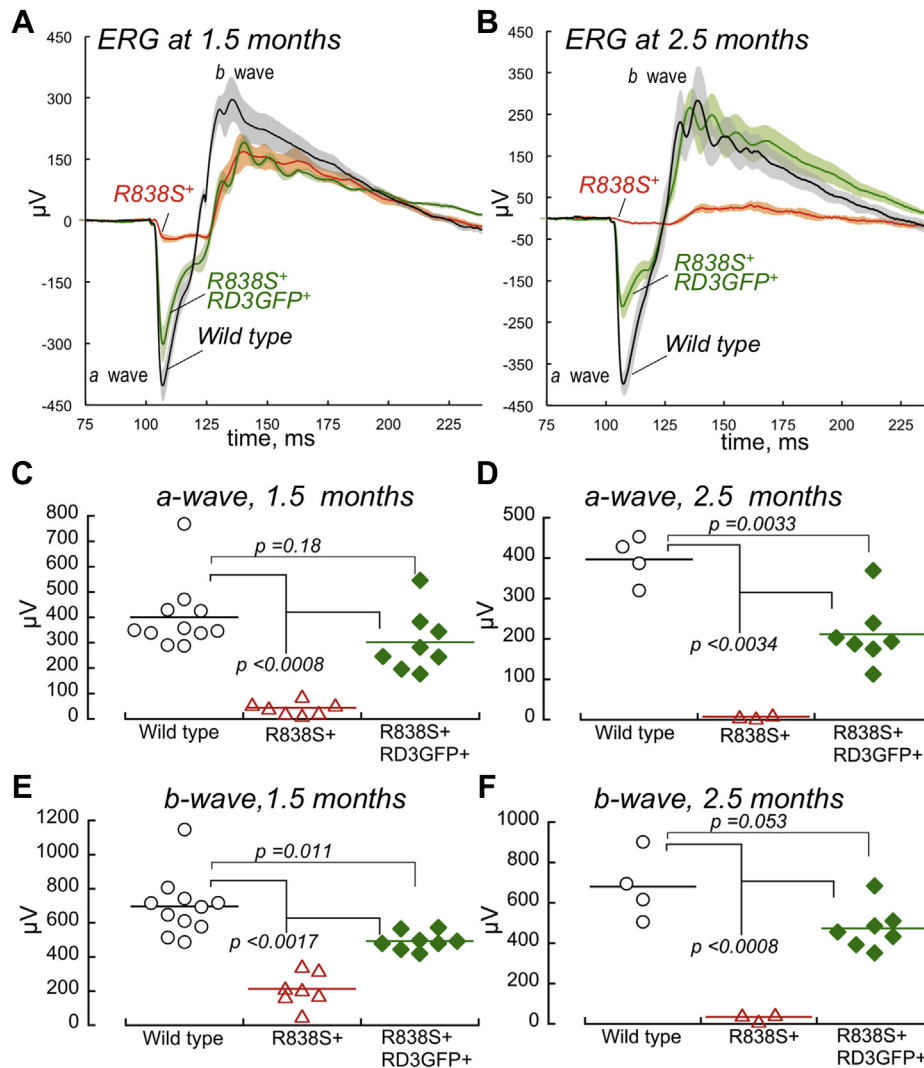 A
ERG at 1.5 months
450
300
150
0
-150
-300
-450
μV
b wave
R838S+
R838S+
RD3GFP+
Wild type
a wave
75
100
125
150
175
200
225
time, ms
B
ERG at 2.5 months
450
350
250
150
50
-50
-150
-250
-350
-450
μV
b wave
R838S+
R838S+
RD3GFP+
Wild type
a wave
75
100
125
150
175
200
225
time, ms
C
a-wave, 1.5 months
800
700
600
500
400
300
200
100
0
μV
p =0.18
p <0.0008
Wild type
R838S+
R838S+
RD3GFP+
D
a-wave, 2.5 months
500
400
300
200
100
0
μV
p =0.0033
p <0.0034
Wild type
R838S+
R838S+
RD3GFP+
E
b-wave,1.5 months
1200
1000
800
600
400
200
0
μV
p =0.011
p <0.0017
Wild type
R838S+
R838S+
RD3GFP+
F
b-wave, 2.5 months
1000
800
600
400
200
0
μV
p =0.053
p <0.0008
Wild type
R838S+
R838S+
RD3GFP+